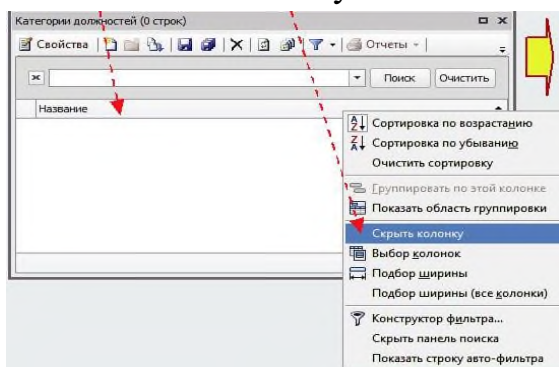 Категории должностей (0 строк)
Свойства Отчеты
Поиск Очистить
Название
Сортировка по возрастанию
Сортировка по убыванию
Очистить сортировку
Группировать по этой колонке
Показать область группировки
Скрыть колонку
Выбор колонок
Подбор ширины
Подбор ширины (все колонки)
Конструктор фильтра...
Скрыть панель поиска
Показать строку авто-фильтра